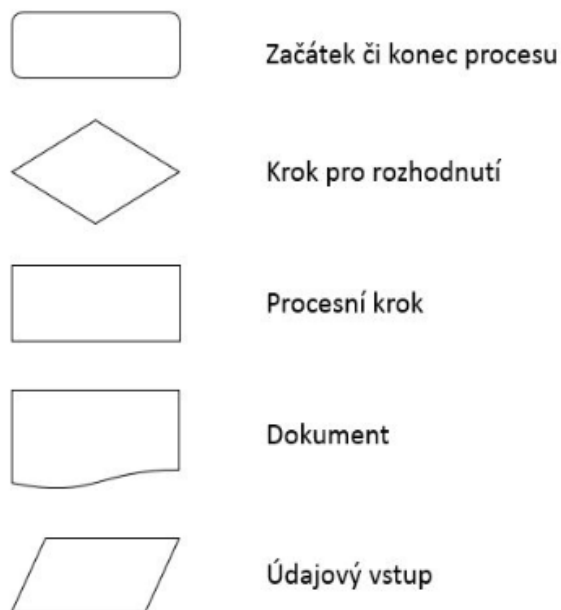 Začátek či konec procesu
Krok pro rozhodnutí
Procesní krok
Dokument
Údajový vstup